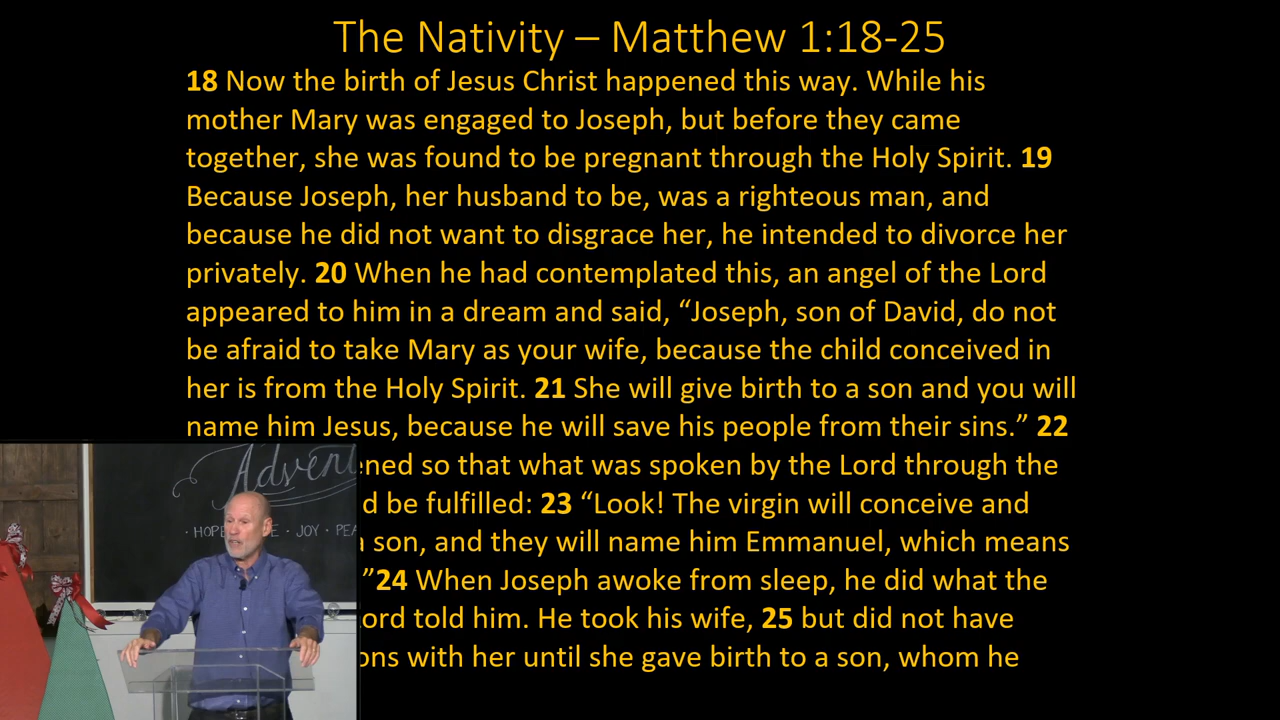 The Nativity – Matthew 1:18-25
18 Now the birth of Jesus Christ happened this way. While his
mother Mary was engaged to Joseph, but before they came
together, she was found to be pregnant through the Holy Spirit. 19
Because Joseph, her husband to be, was a righteous man, and
because he did not want to disgrace her, he intended to divorce her
privately. 20 When he had contemplated this, an angel of the Lord
appeared to him in a dream and said, “Joseph, son of David, do not
be afraid to take Mary as your wife, because the child conceived in
her is from the Holy Spirit. 21 She will give birth to a son and you will
name him Jesus, because he will save his people from their sins.” 22
so that what was spoken by the Lord through the
be fulfilled: 23 “Look! The virgin will conceive and
son, and they will name him Emmanuel, which means
”24 When Joseph awoke from sleep, he did what the
told him. He took his wife, 25 but did not have
with her until she gave birth to a son, whom he
Adven
· JOY ·